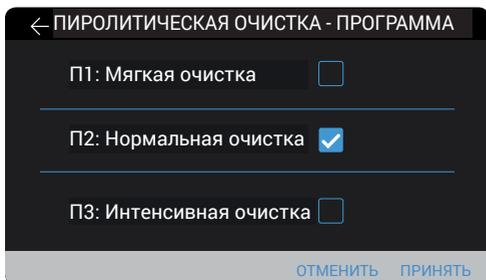 ПИРОЛИТИЧЕСКАЯ ОЧИСТКА - ПРОГРАММА
П1: Мягкая очистка
П2: Нормальная очистка
П3: Интенсивная очистка
ОТМЕНИТЬ ПРИНЯТЬ